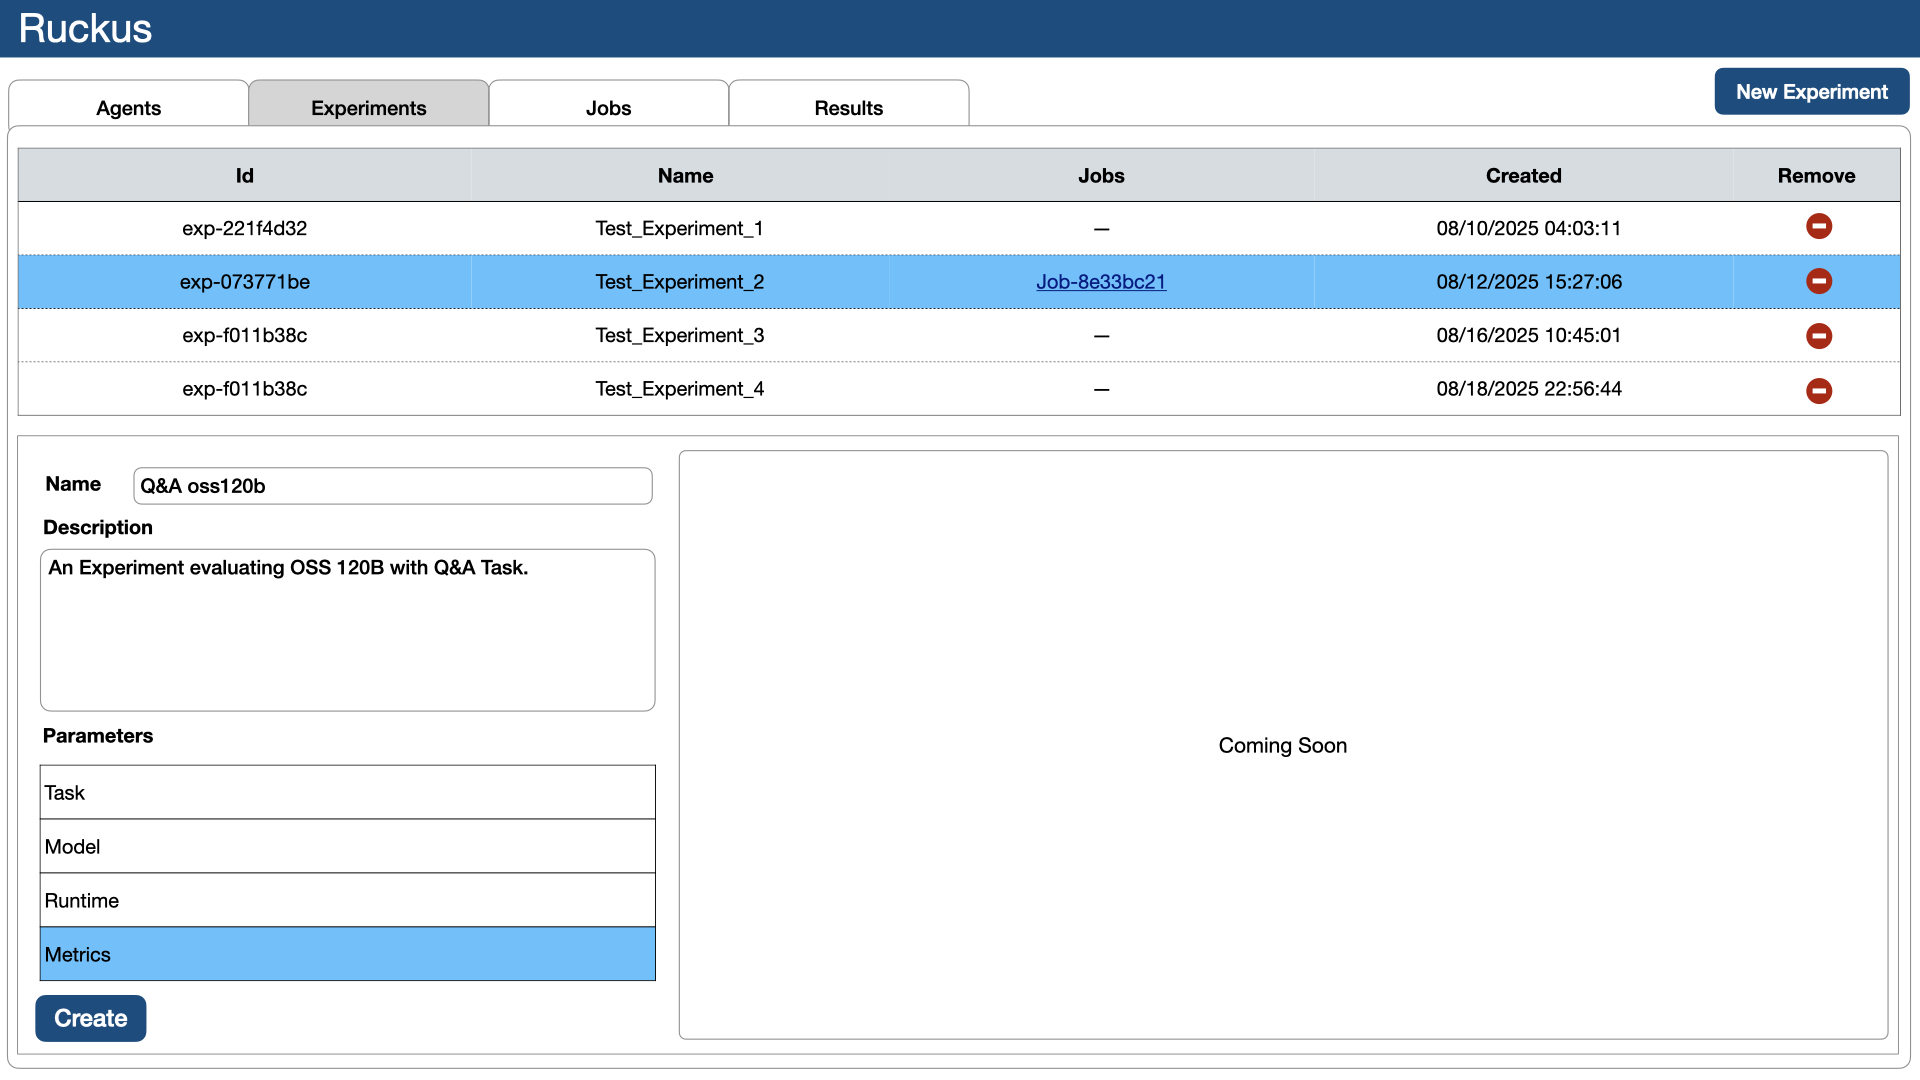 Ruckus
Agents Experiments Jobs Results New Experiment
Id Name Jobs Created Remove
exp-221f4d32 Test_Experiment_1 — 08/10/2025 04:03:11
exp-073771be Test_Experiment_2 Job-8e33bc21 08/12/2025 15:27:06
exp-f011b38c Test_Experiment_3 — 08/16/2025 10:45:01
exp-f011b38c Test_Experiment_4 — 08/18/2025 22:56:44
Name Q&A oss120b
Description
An Experiment evaluating OSS 120B with Q&A Task.
Parameters
Task
Model
Runtime
Metrics
Create
Coming Soon